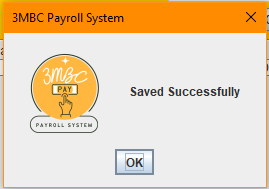 3MBC Payroll System
3MBC
PAY
Saved Successfully
PAYROLL SYSTEM
OK